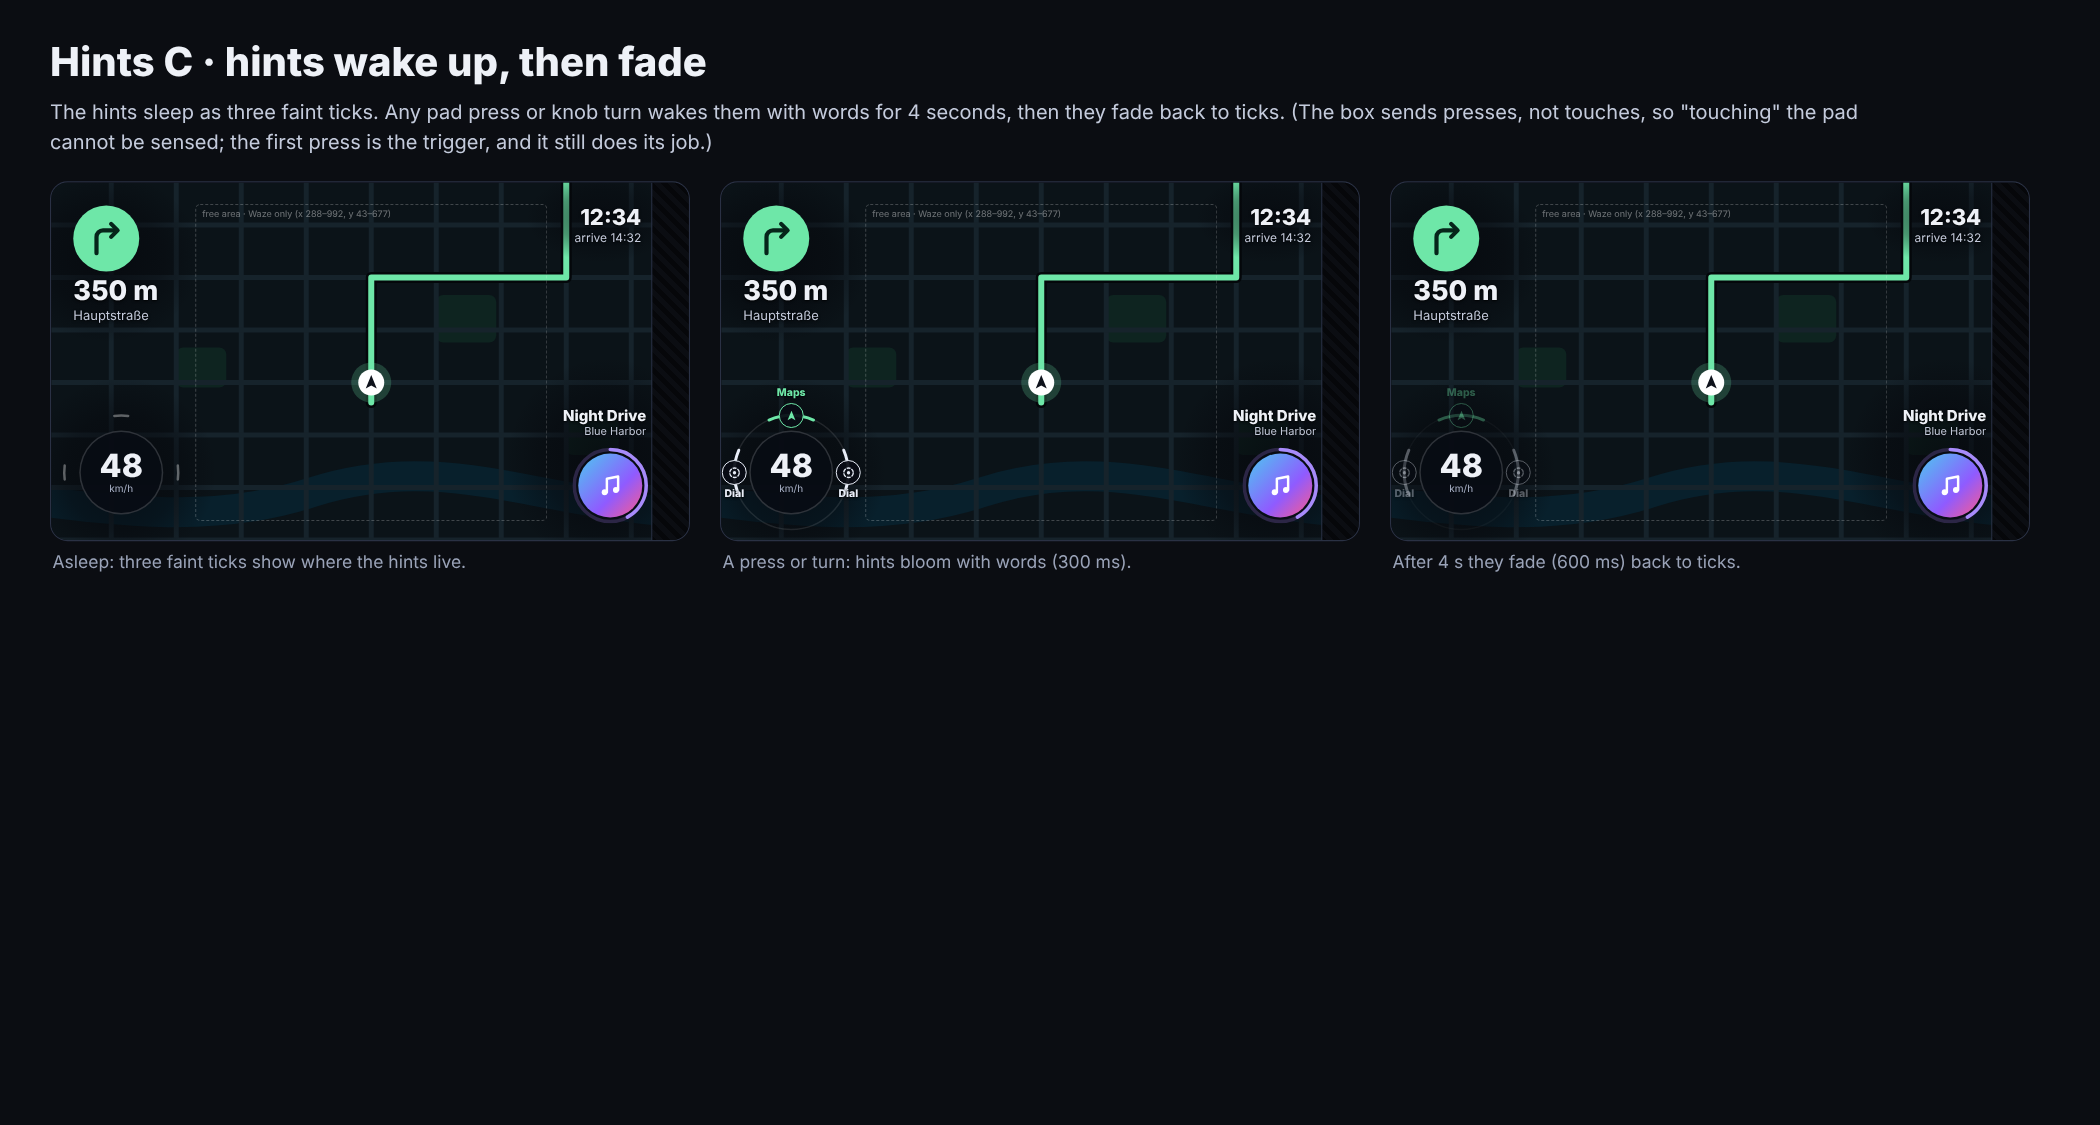 Hints C · hints wake up, then fade
The hints sleep as three faint ticks. Any pad press or knob turn wakes them with words for 4 seconds, then they fade back to ticks. (The box sends presses, not touches, so "touching" the pad
cannot be sensed; the first press is the trigger, and it still does its job.)
free area · Waze only (x 288–992, y 43–677)
12:34
arrive 14:32
350 m
Hauptstraße
Night Drive
Blue Harbor
48
km/h
Asleep: three faint ticks show where the hints live.
free area · Waze only (x 288–992, y 43–677)
12:34
arrive 14:32
350 m
Hauptstraße
Maps
Night Drive
Blue Harbor
48
km/h
Dial
Dial
A press or turn: hints bloom with words (300 ms).
free area · Waze only (x 288–992, y 43–677)
12:34
arrive 14:32
350 m
Hauptstraße
Maps
Night Drive
Blue Harbor
48
km/h
Dial
Dial
After 4 s they fade (600 ms) back to ticks.